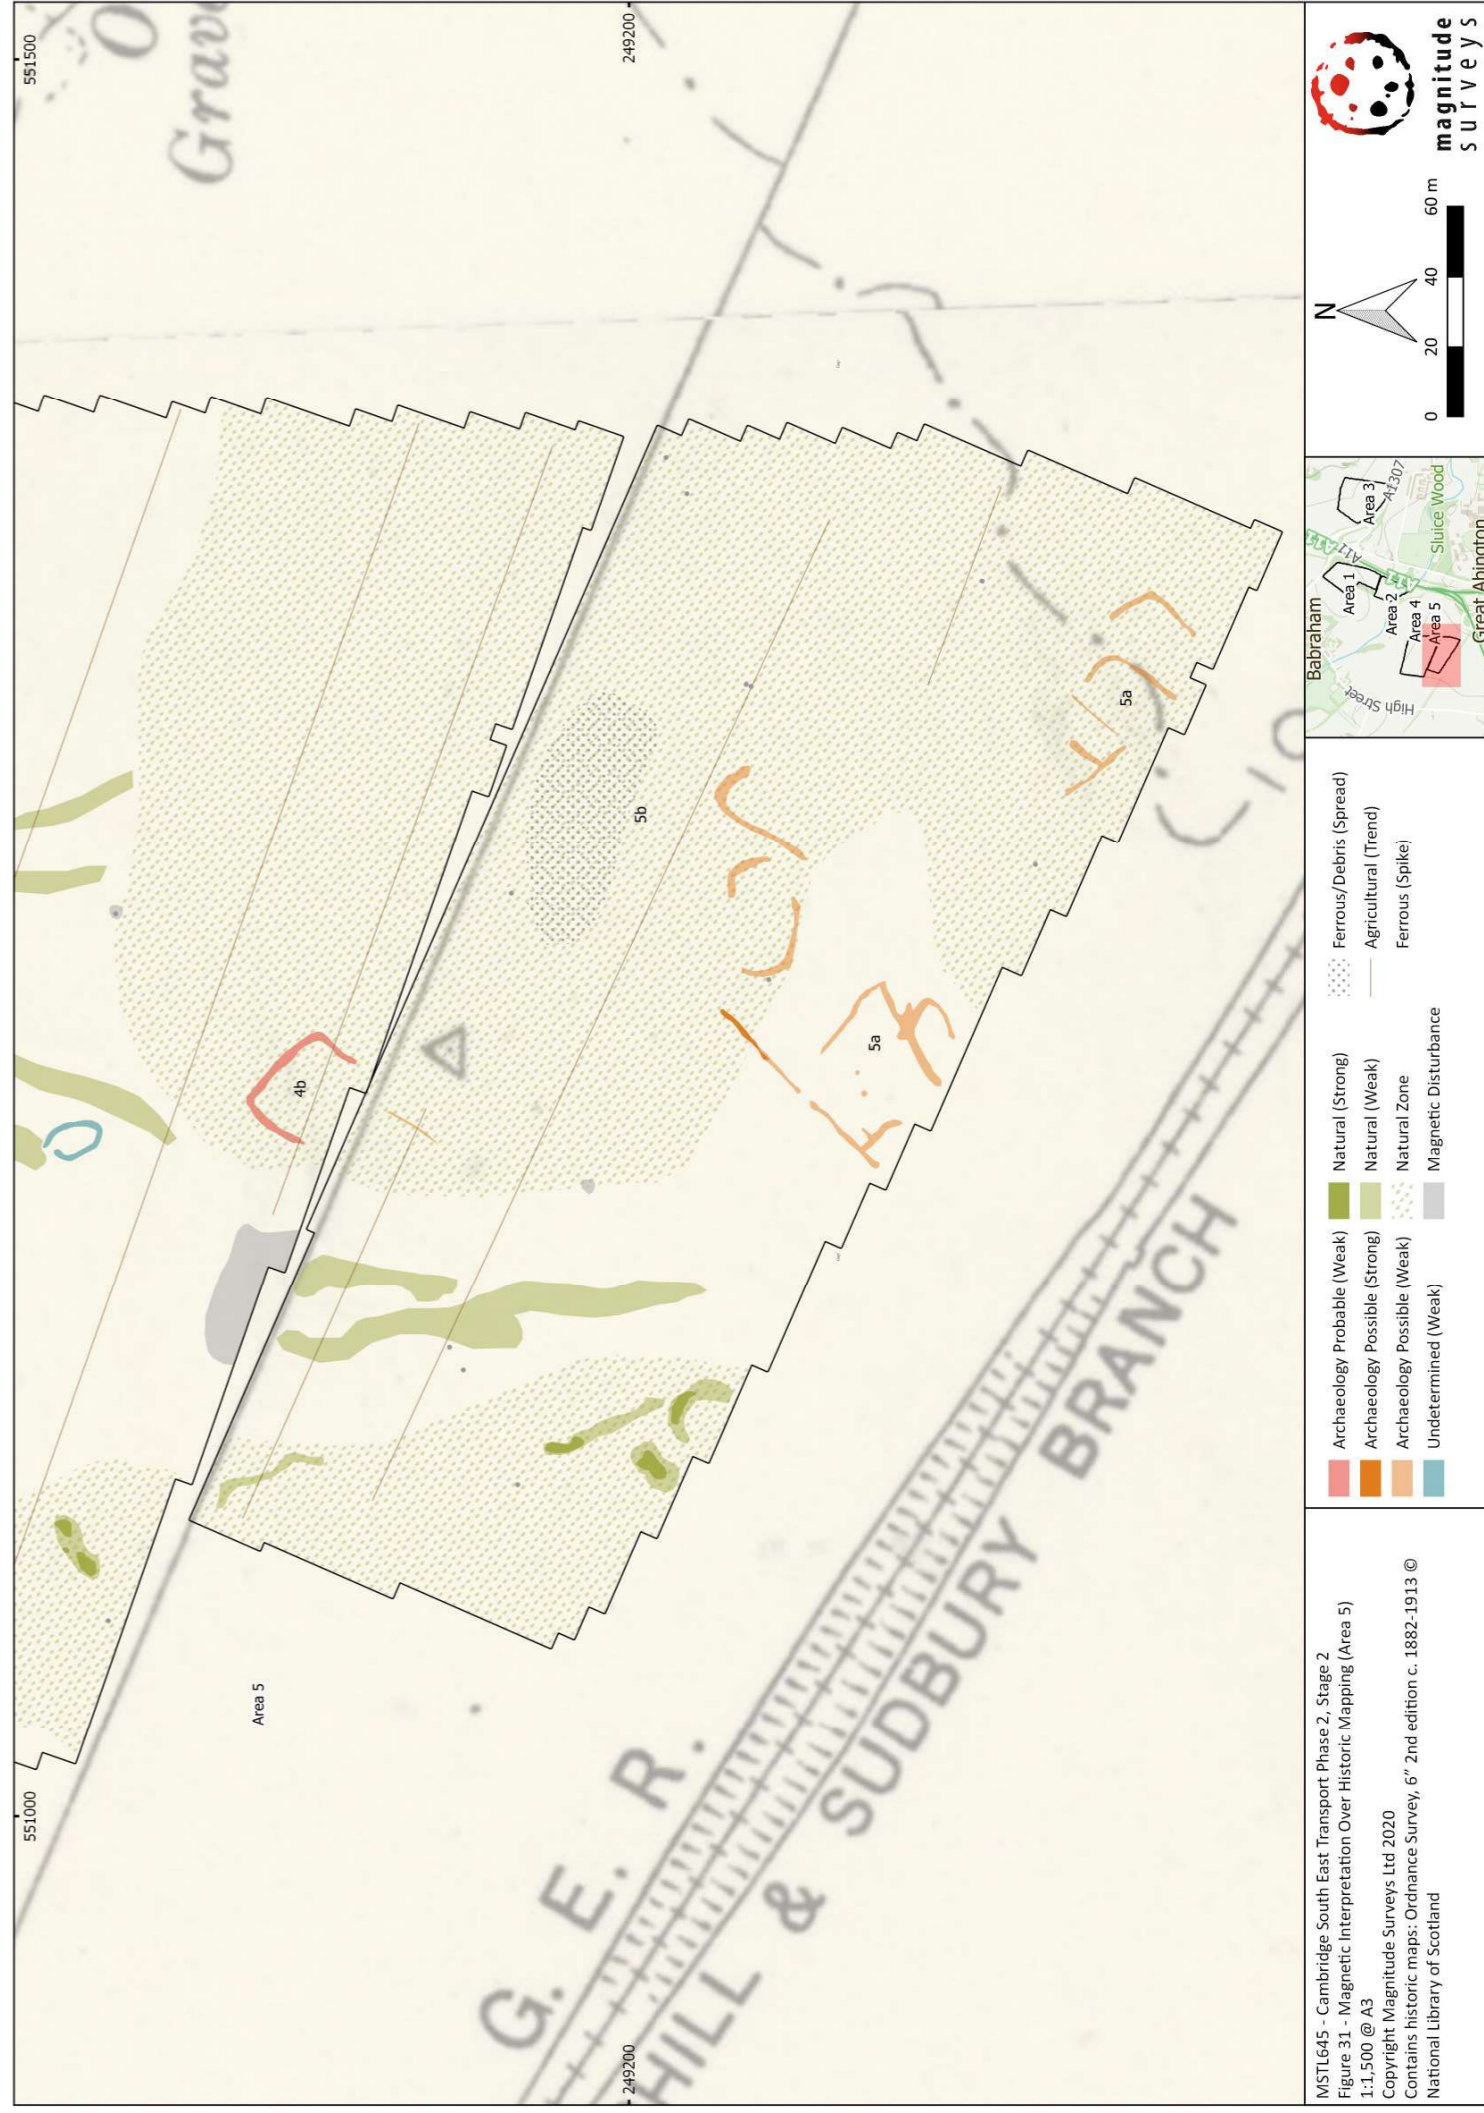 551000
551500
249200
249200
Grav
O
G. E. R.
HILL & SUDBURY BRANCH
Area 5
4b
5b
5a
5a
MSTL645 - Cambridge South East Transport Phase 2, Stage 2
Figure 31 - Magnetic Interpretation Over Historic Mapping (Area 5)
1:1,500 @ A3
Copyright Magnitude Surveys Ltd 2020
Contains historic maps: Ordnance Survey, 6" 2nd edition c. 1882-1913 ©
National Library of Scotland
Archaeology Probable (Weak)
Archaeology Possible (Strong)
Archaeology Possible (Weak)
Undetermined (Weak)
Natural (Strong)
Natural (Weak)
Natural Zone
Magnetic Disturbance
Ferrous/Debris (Spread)
Agricultural (Trend)
Ferrous (Spike)
Babraham
High Street
Area 1
Area 2
Area 3
Area 4
Area 5
A11
A11
A11
A1307
Sluice Wood
Great Abington
N
0 20 40 60 m
magnitude
surveys